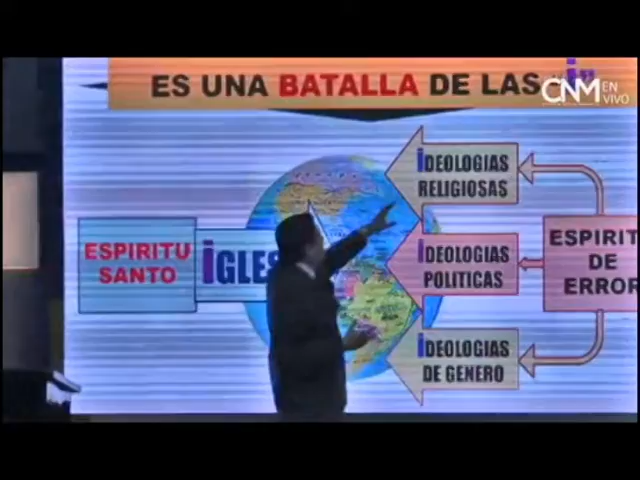 CNM EN
VIVO
ES UNA BATALLA DE LAS "i"
iDEOLOGIAS
RELIGIOSAS
ESPIRITU
SANTO
iGLES
iDEOLOGIAS
POLITICAS
ESPIRIT
DE
ERROR
iDEOLOGIAS
DE GENERO